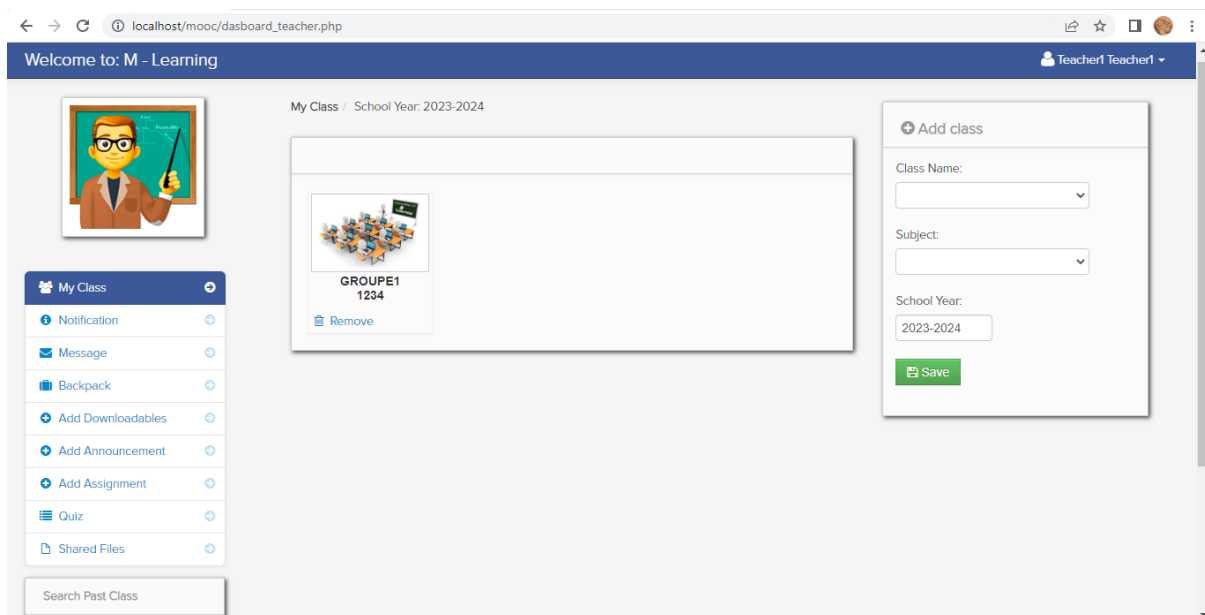 localhost/mooc/dasboard_teacher.php
Welcome to: M - Learning
Teacher1 Teacher1
My Class / School Year: 2023-2024
GROUPE1
1234
Remove
Add class
Class Name:
Subject:
School Year:
2023-2024
Save
My Class
Notification
Message
Backpack
Add Downloadables
Add Announcement
Add Assignment
Quiz
Shared Files
Search Past Class